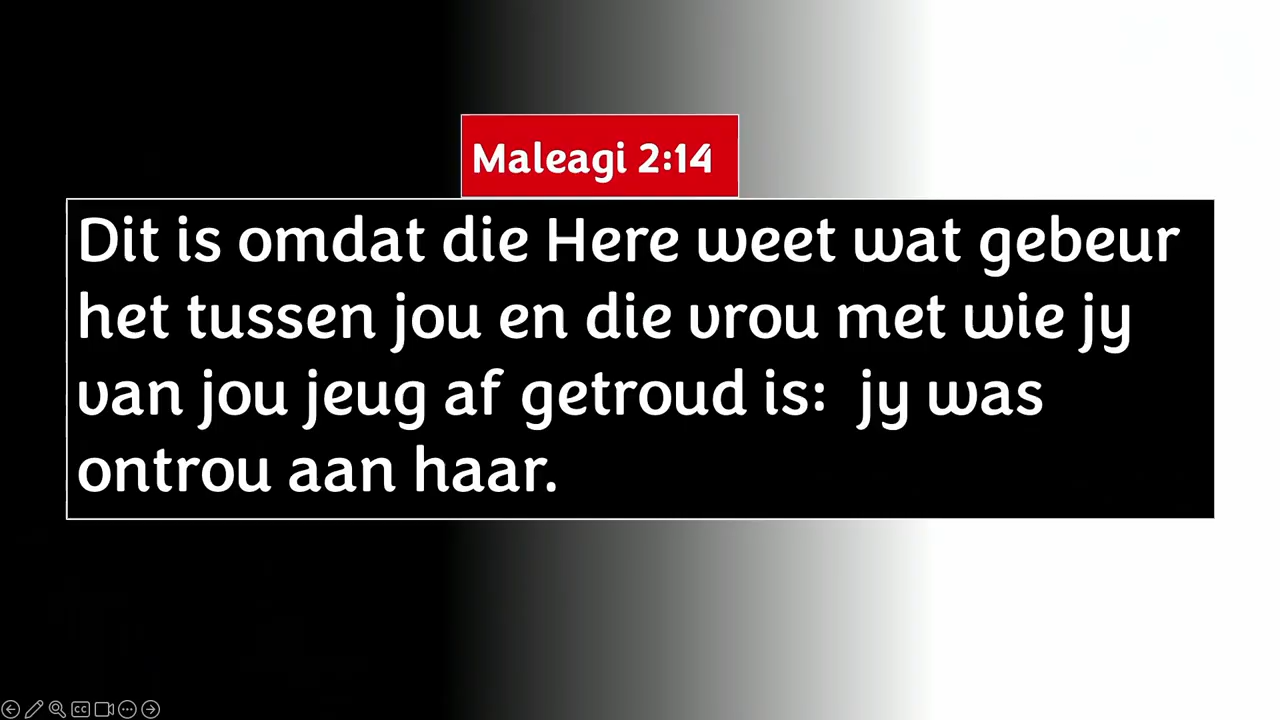 Maleagi 2:14
Dit is omdat die Here weet wat gebeur
het tussen jou en die vrou met wie jy
van jou jeug af getroud is:  jy was
ontrou aan haar.
CC